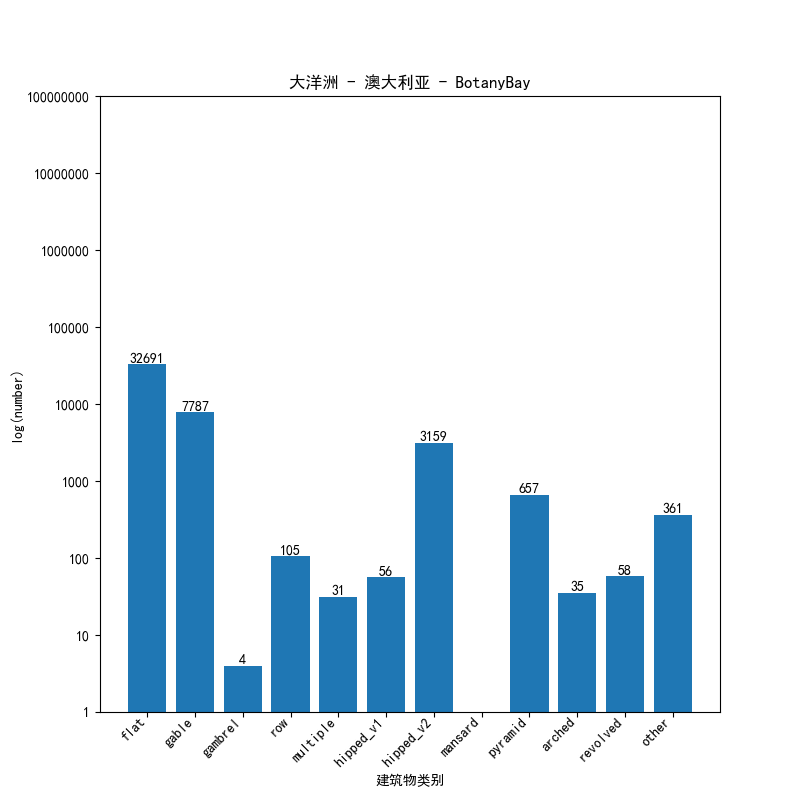 大洋洲 - 澳大利亚 - BotanyBay
100000000
10000000
1000000
100000
10000
1000
100
10
1
log(number)
32691
7787
4
105
31
56
3159
657
35
58
361
flat
gable
gambrel
row
multiple
hipped_v1
hipped_v2
mansard
pyramid
arched
revolved
other
建筑物类别